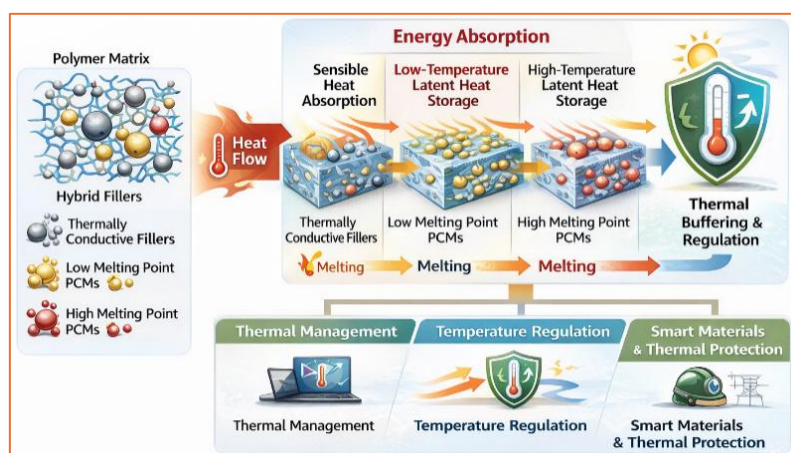 Polymer Matrix
Hybrid Fillers
Thermally
Conductive Fillers
Low Melting Point
PCMs
High Melting Point
PCMs
Heat
Flow
Energy Absorption
Sensible
Heat
Absorption
Low-Temperature
Latent Heat
Storage
High-Temperature
Latent Heat
Storage
Thermally
Conductive Fillers
Low Melting Point
PCMs
High Melting Point
PCMs
Melting
Melting
Melting
Thermal
Buffering &
Regulation
Thermal Management
Temperature Regulation
Smart Materials
& Thermal Protection
Thermal Management
Temperature Regulation
Smart Materials
& Thermal Protection